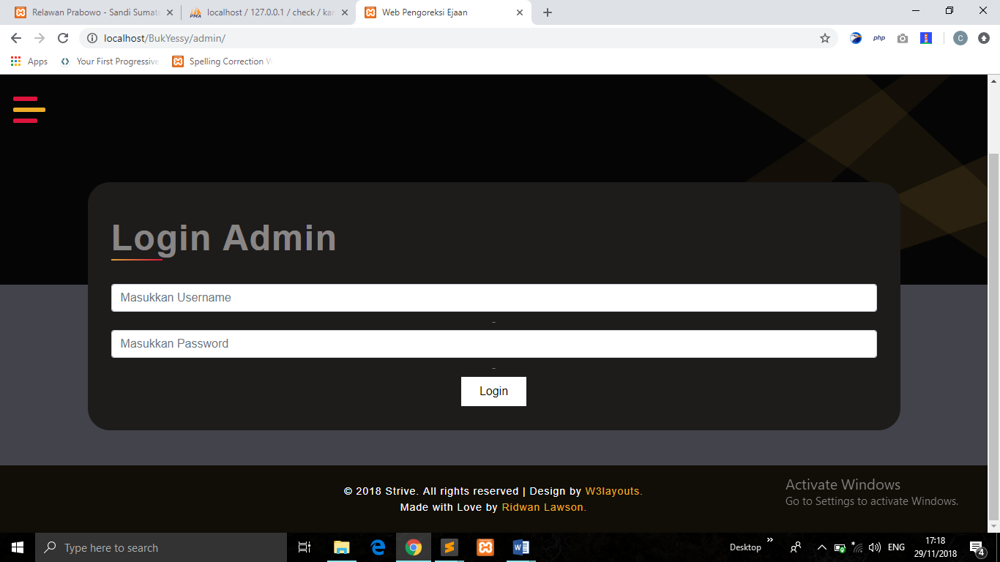 Relawan Prabowo - Sandi Sumat
localhost / 127.0.0.1 / check / kar
Web Pengoreksi Ejaan
localhost/BukYessy/admin/
php
C
Apps
Your First Progressive
Spelling Correction W
Login Admin
Masukkan Username
-
Masukkan Password
-
Login
© 2018 Strive. All rights reserved | Design by W3layouts.
Made with Love by Ridwan Lawson.
Activate Windows
Go to Settings to activate Windows.
Type here to search
Desktop
ENG
17:18
29/11/2018
4